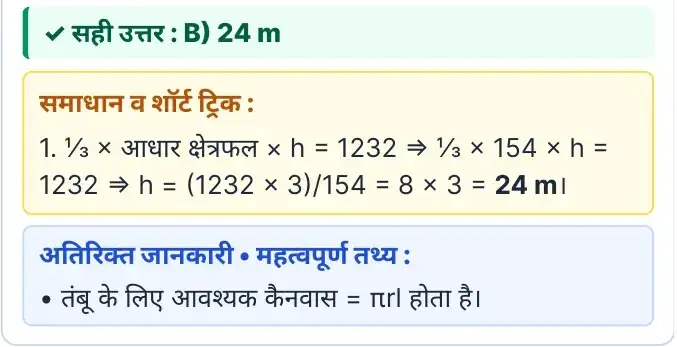 ✓ सही उत्तर : B) 24 m
समाधान व शॉर्ट ट्रिक :
1. ⅓ × आधार क्षेत्रफल × h = 1232 ⇒ ⅓ × 154 × h =
1232 ⇒ h = (1232 × 3)/154 = 8 × 3 = 24 m।
अतिरिक्त जानकारी • महत्वपूर्ण तथ्य :
• तंबू के लिए आवश्यक कैनवास = πrl होता है।